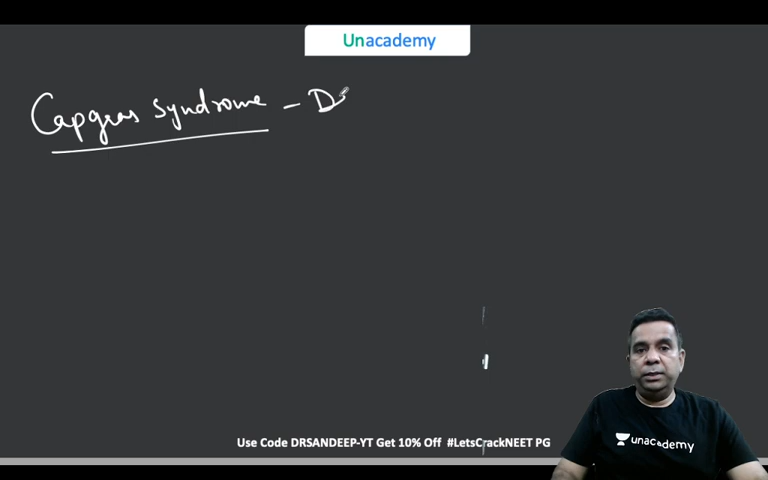 Unacademy
Capgras Syndrome - D
unacademy
Use Code DRSANDEEP-YT Get 10% Off #LetsCrackNEET PG